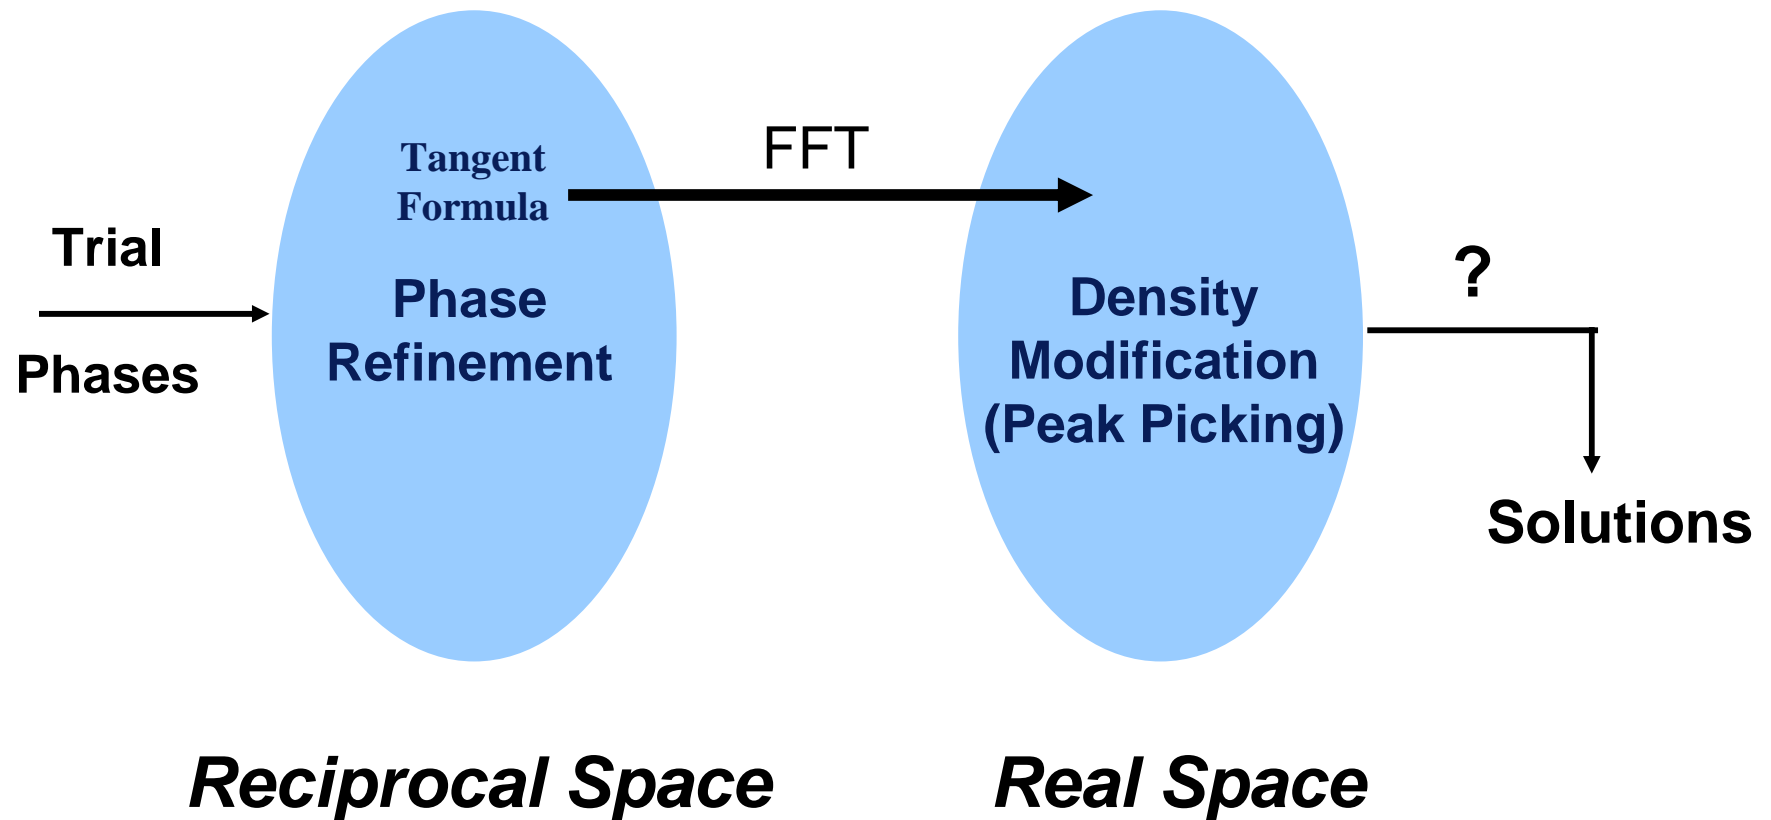 Trial
Phases
Tangent
Formula
Phase
Refinement
FFT
Density
Modification
(Peak Picking)
?
Solutions
Reciprocal Space
Real Space